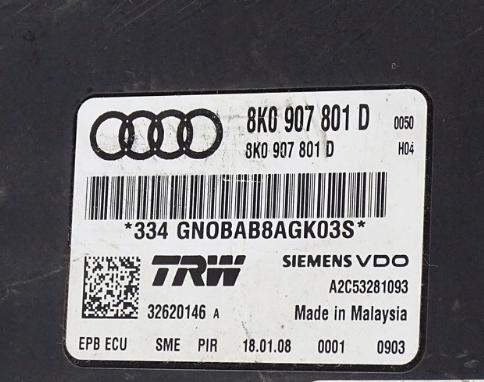 8K0 907 801 D 0050
8K0 907 801 D H04
*334 GNOBAB8AGK03S*
TRW SIEMENS VDO
A2C53281093
32620146 A Made in Malaysia
EPB ECU SME PIR 18.01.08 0001 0903